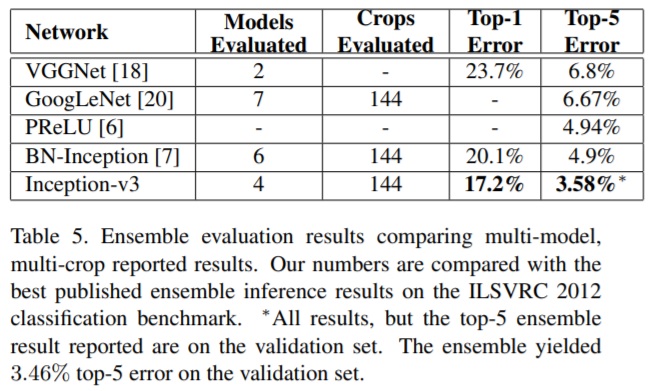 Network Models Evaluated Crops Evaluated Top-1 Error Top-5 Error
VGGNet [18] 2 - 23.7% 6.8%
GoogLeNet [20] 7 144 - 6.67%
PReLU [6] - - - 4.94%
BN-Inception [7] 6 144 20.1% 4.9%
Inception-v3 4 144 17.2% 3.58%*
Table 5. Ensemble evaluation results comparing multi-model,
multi-crop reported results. Our numbers are compared with the
best published ensemble inference results on the ILSVRC 2012
classification benchmark. *All results, but the top-5 ensemble
result reported are on the validation set. The ensemble yielded
3.46% top-5 error on the validation set.